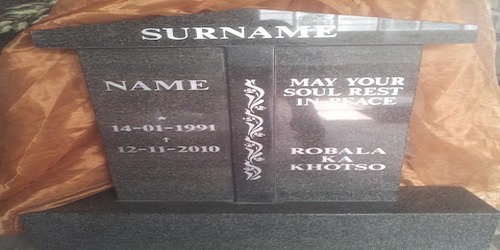 SURNAME
NAME
14-01-1991
12-11-2010
MAY YOUR
SOUL REST
IN PEACE
ROBALA
KA
KHOTSO